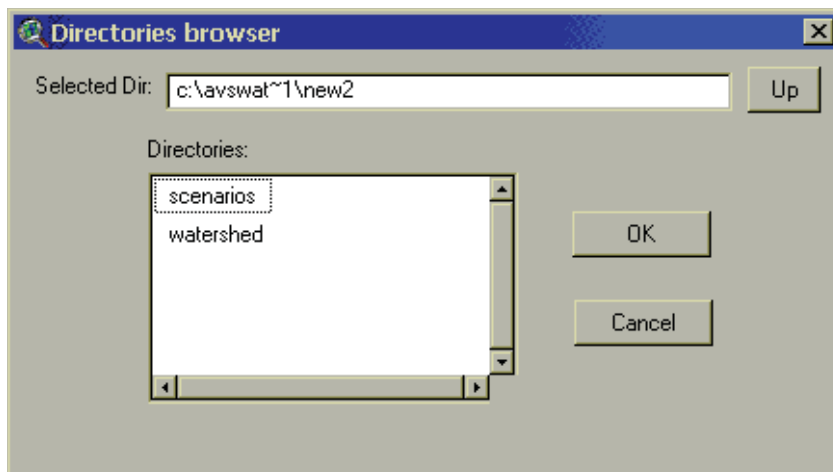 Directories browser
Selected Dir: c:\avswat~1\new2 Up
Directories:
scenarios
watershed
OK
Cancel